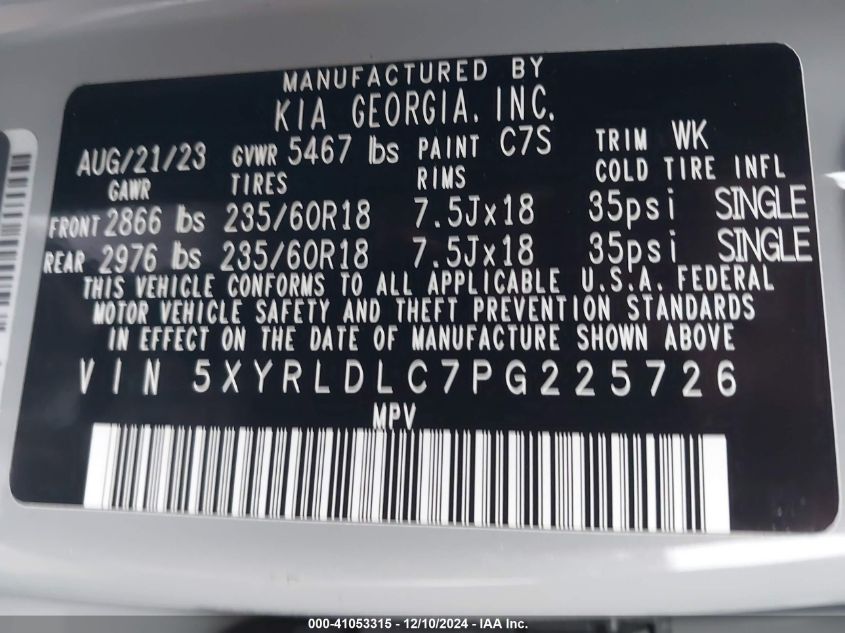 MANUFACTURED BY
KIA GEORGIA, INC.
AUG/21/23 GVWR 5467 lbs PAINT C7S TRIM WK
GAWR TIRES RIMS COLD TIRE INFL
FRONT 2866 lbs 235/60R18 7.5Jx18 35psi SINGLE
REAR 2976 lbs 235/60R18 7.5Jx18 35psi SINGLE
THIS VEHICLE CONFORMS TO ALL APPLICABLE U.S.A. FEDERAL
MOTOR VEHICLE SAFETY AND THEFT PREVENTION STANDARDS
IN EFFECT ON THE DATE OF MANUFACTURE SHOWN ABOVE
VIN 5XYRLDLC7PG225726
MPV
000-41053315 - 12/10/2024 - IAA Inc.